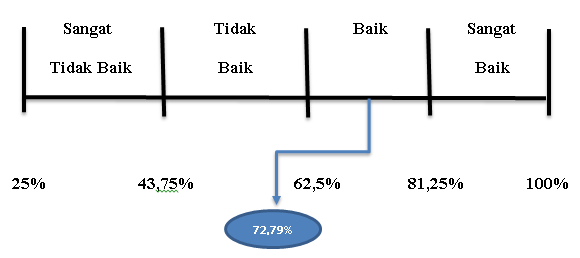 Sangat Tidak Baik Sangat
Tidak Baik Baik Baik
25% 43,75% 62,5% 81,25% 100%
72,79%